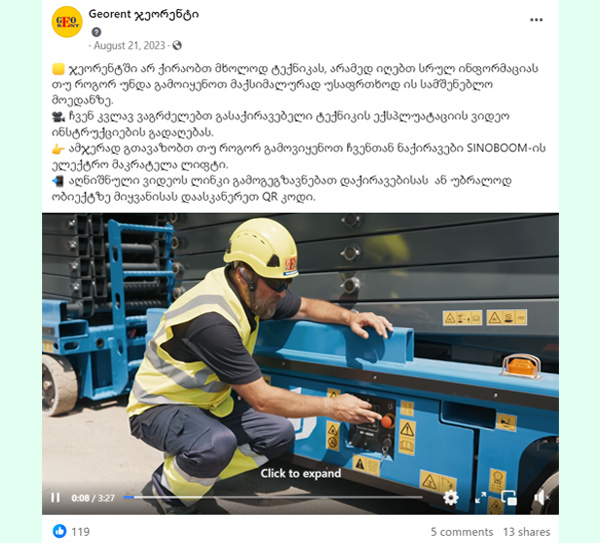 Georent ჯეორენტი
· August 21, 2023 ·
ჯეორენტში არ ქირაობთ მხოლოდ ტექნიკას, არამედ იღებთ სრულ ინფორმაციას
თუ როგორ უნდა გამოიყენოთ მაქსიმალურად უსაფრთხოდ ის სამშენებლო
მოედანზე.
ჩვენ კვლავ ვაგრძელებთ გასაქირავებელი ტექნიკის ექსპლუატაციის ვიდეო
ინსტრუქციების გადაღებას.
ამჯერად გთავაზობთ თუ როგორ გამოვიყენოთ ჩვენთან ნაქირავები SINOBOOM-ის
ელექტრო მაკრატელა ლიფტი.
აღნიშნული ვიდეოს ლინკი გამოგეგზავნებათ დაქირავებისას ან უბრალოდ
ობიექტზე მიყვანისას დაასკანერეთ QR კოდი.
Click to expand
0:08 / 3:27
119
5 comments 13 shares